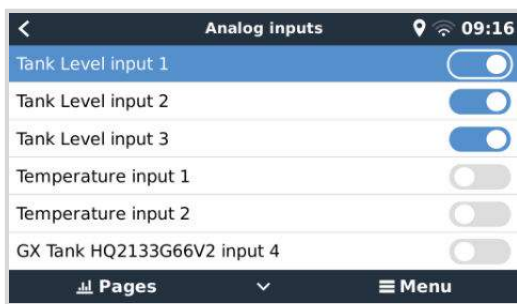 Analog inputs 09:16
Tank Level input 1
Tank Level input 2
Tank Level input 3
Temperature input 1
Temperature input 2
GX Tank HQ2133G66V2 input 4
Pages Menu